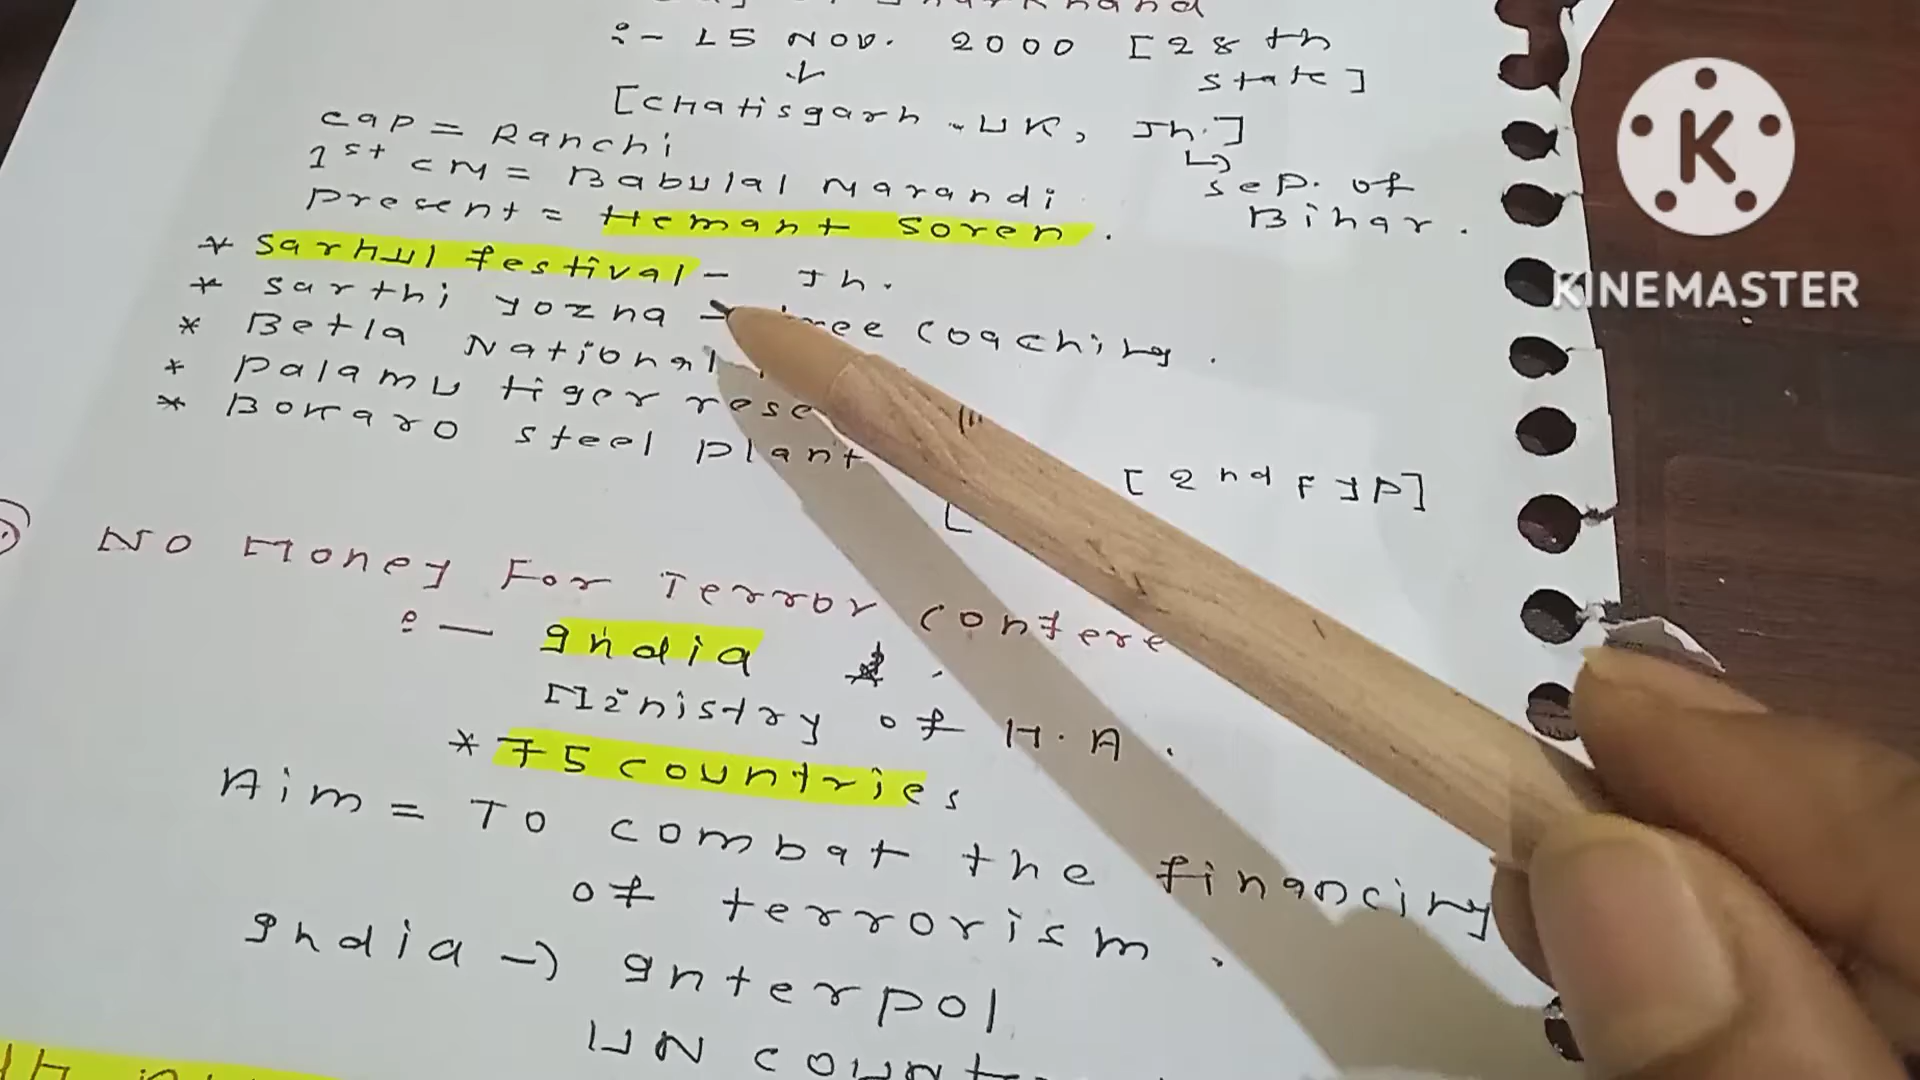 :- 15 Nov. 2000 [28th
state]
[Chatisgarh, UK, Jh.]
↳ sep. of
Bihar.
cap = Ranchi
1st CM = Babulal Marandi
Present = Hemant Soren.
* Sarhul festival - Jh.
* Sarthi yozna - free coaching.
* Betla National
* Palamu tiger rese
* Bokaro steel plant
[2nd FYP]
No Money For Terror Confere
:- India
Ministry of H.A.
* 75 countries
Aim = To combat the financing
of terrorism.
India → Interpol
UN
K
KINEMASTER